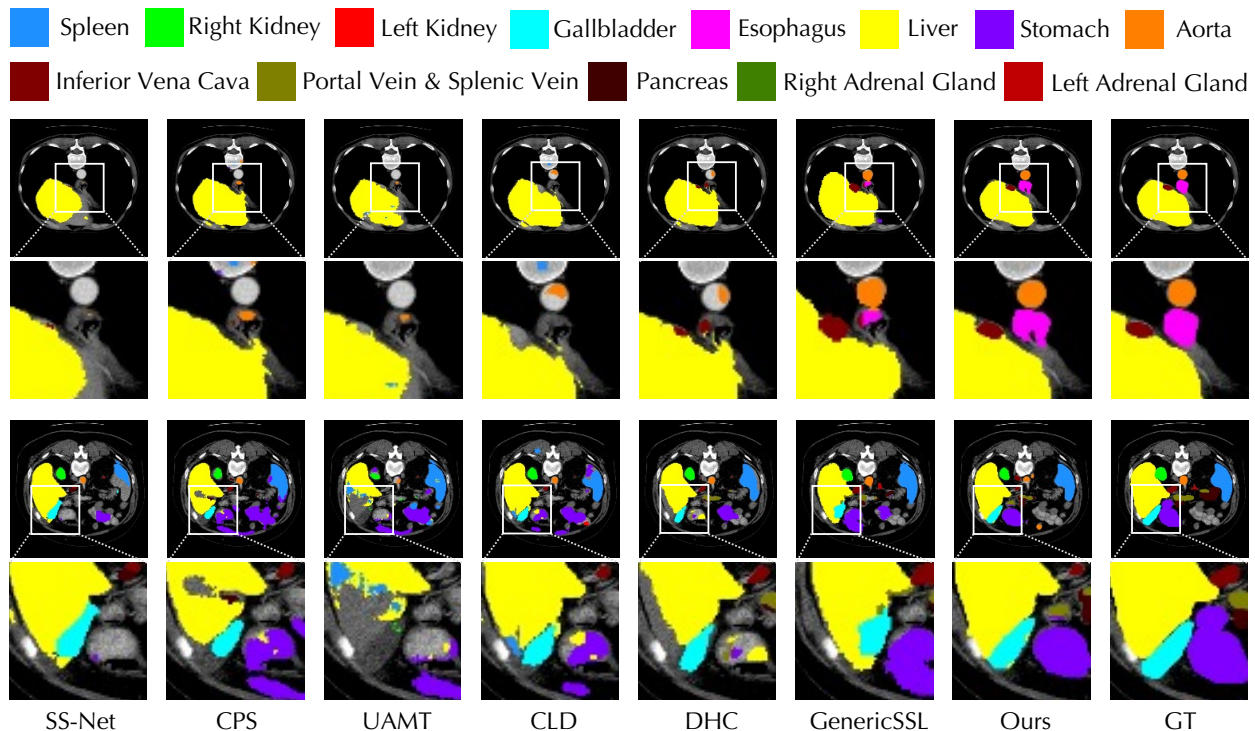 Spleen Right Kidney Left Kidney Gallbladder Esophagus Liver Stomach Aorta
Inferior Vena Cava Portal Vein & Splenic Vein Pancreas Right Adrenal Gland Left Adrenal Gland
SS-Net CPS UAMT CLD DHC GenericSSL Ours GT